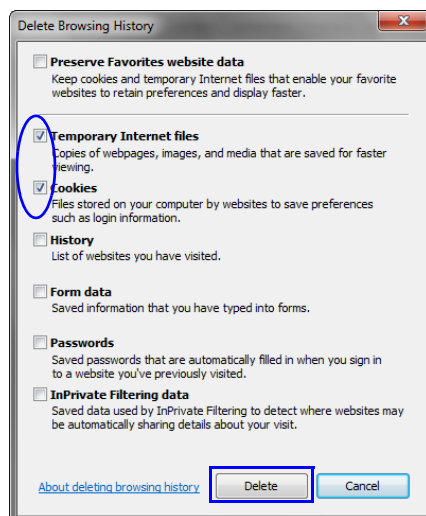 Delete Browsing History
Preserve Favorites website data
Keep cookies and temporary Internet files that enable your favorite
websites to retain preferences and display faster.
Temporary Internet files
Copies of webpages, images, and media that are saved for faster
viewing.
Cookies
Files stored on your computer by websites to save preferences
such as login information.
History
List of websites you have visited.
Form data
Saved information that you have typed into forms.
Passwords
Saved passwords that are automatically filled in when you sign in
to a website you've previously visited.
InPrivate Filtering data
Saved data used by InPrivate Filtering to detect where websites may
be automatically sharing details about your visit.
About deleting browsing history Delete Cancel